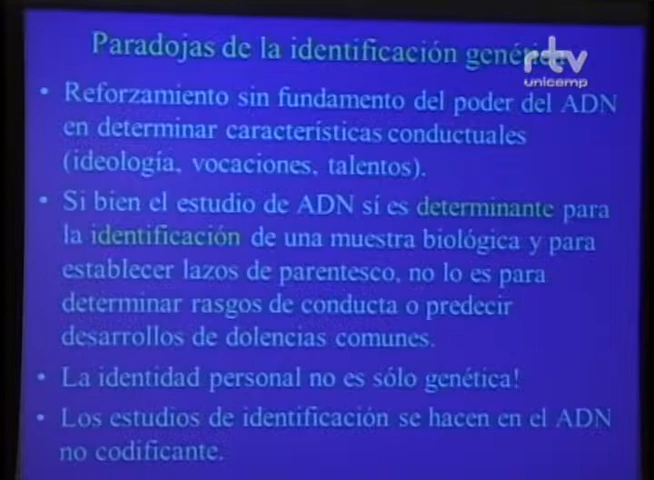 Paradojas de la identificación genética
rtv
unicamp
• Reforzamiento sin fundamento del poder del ADN
en determinar características conductuales
(ideología, vocaciones, talentos).
• Si bien el estudio de ADN sí es determinante para
la identificación de una muestra biológica y para
establecer lazos de parentesco, no lo es para
determinar rasgos de conducta o predecir
desarrollos de dolencias comunes.
• La identidad personal no es sólo genética!
• Los estudios de identificación se hacen en el ADN
no codificante.